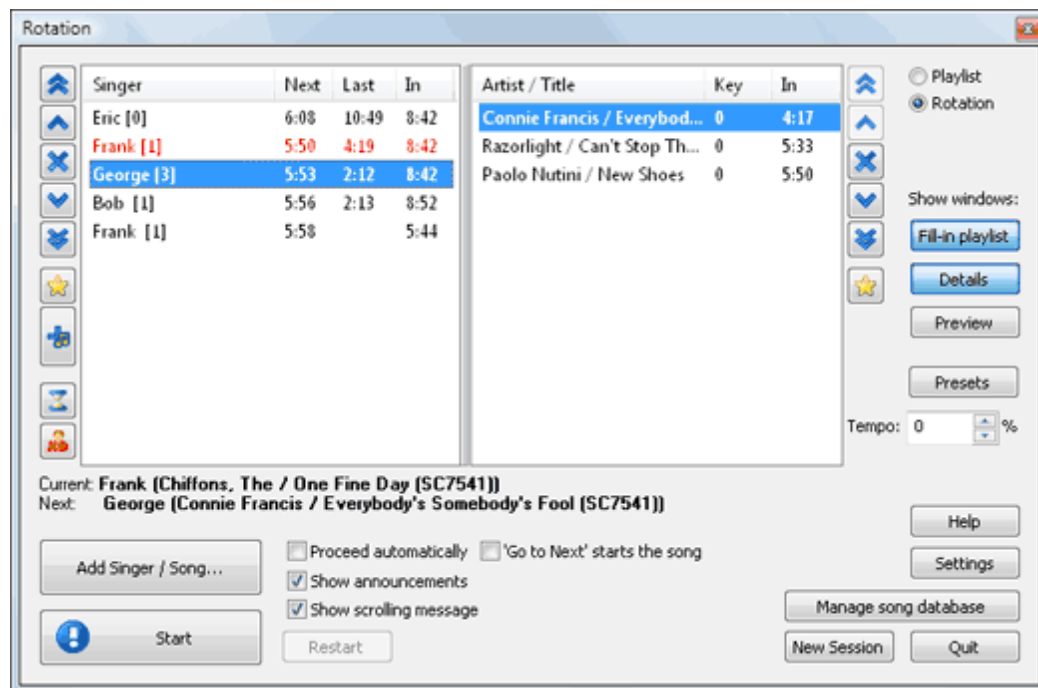 Rotation
Singer Next Last In
Eric [0] 6:08 10:49 8:42
Frank [1] 5:50 4:19 8:42
George [3] 5:53 2:12 8:42
Bob [1] 5:56 2:13 8:52
Frank [1] 5:58 5:44
Artist / Title Key In
Connie Francis / Everybod... 0 4:17
Razorlight / Can't Stop Th... 0 5:33
Paolo Nutini / New Shoes 0 5:50
Playlist
Rotation
Show windows:
Fill-in playlist
Details
Preview
Presets
Tempo: 0 %
Current: Frank (Chiffons, The / One Fine Day (SC7541))
Next: George (Connie Francis / Everybody's Somebody's Fool (SC7541))
Add Singer / Song...
Start
Proceed automatically 'Go to Next' starts the song
Show announcements
Show scrolling message
Restart
Help
Settings
Manage song database
New Session Quit